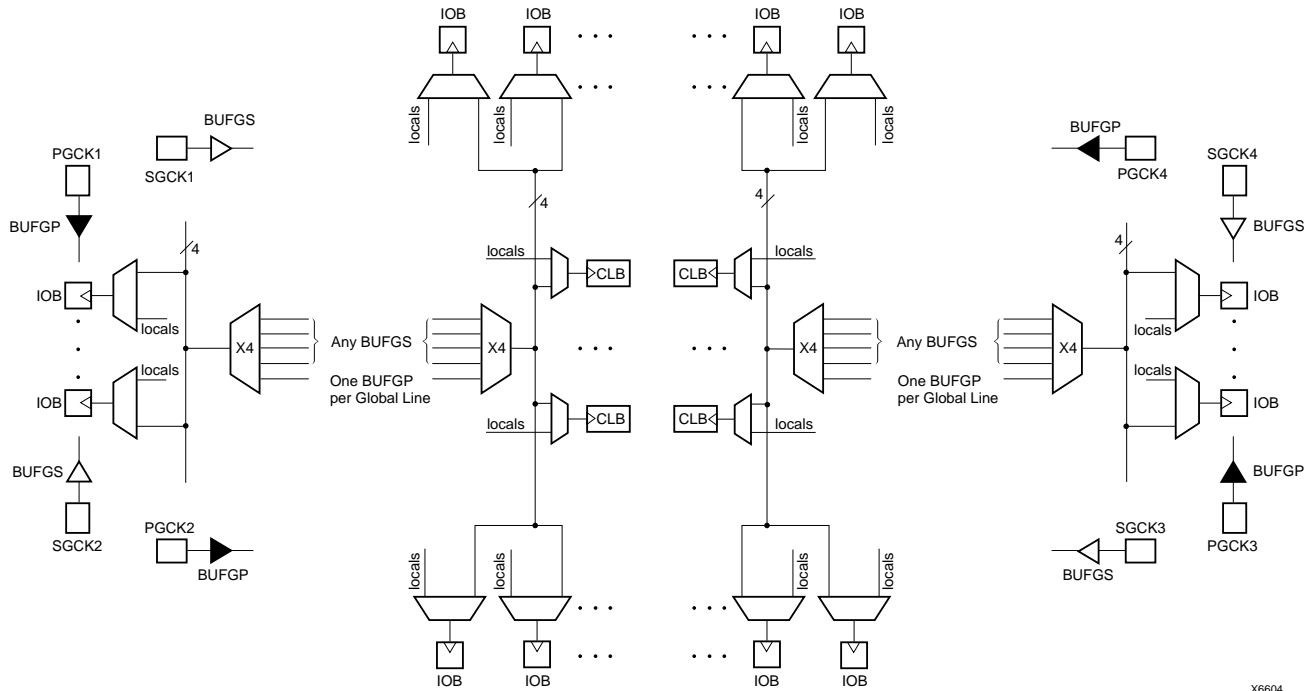 IOB IOB • • • • • • IOB IOB
• • • • • •
locals locals locals locals
BUFGS BUFGP
PGCK1 SGCK4
SGCK1 PGCK4
4 4
BUFGP BUFGS
4 4
locals CLB CLB locals
IOB IOB
locals locals
X4 Any BUFGS X4 • • • • • • X4 Any BUFGS X4
locals locals
One BUFGP One BUFGP
IOB per Global Line per Global Line IOB
locals CLB CLB locals
BUFGS BUFGP
PGCK2 SGCK3
SGCK2 PGCK3
BUFGP BUFGS
locals locals locals locals
• • • • • •
IOB IOB • • • • • • IOB IOB
X6604